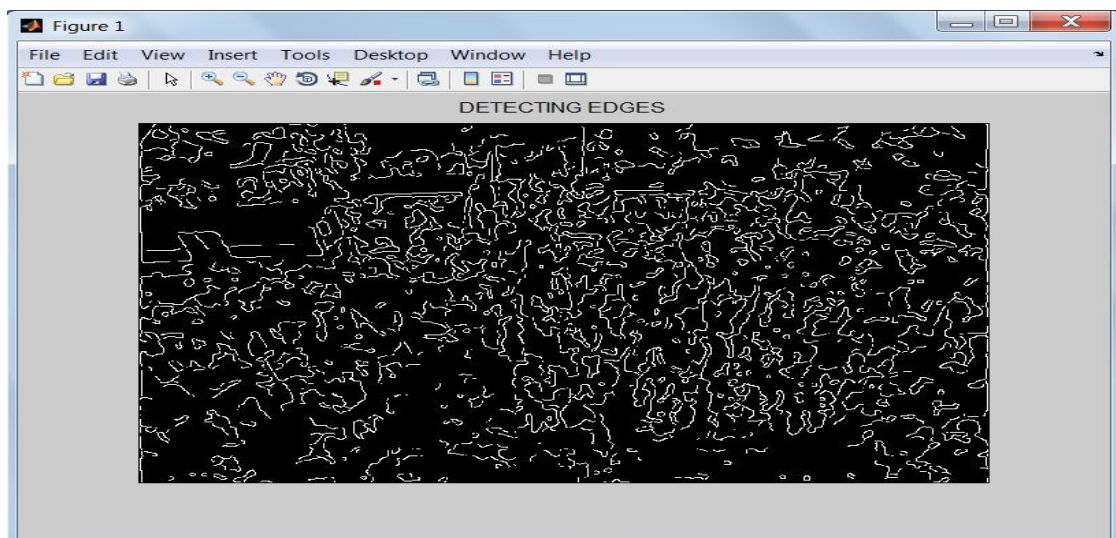 Figure 1
File Edit View Insert Tools Desktop Window Help
DETECTING EDGES